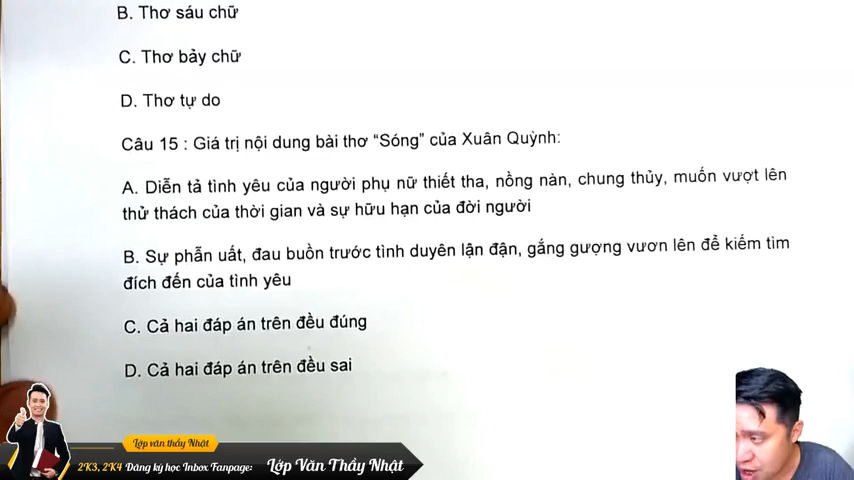 B. Thơ sáu chữ
C. Thơ bảy chữ
D. Thơ tự do
Câu 15 : Giá trị nội dung bài thơ “Sóng” của Xuân Quỳnh:
A. Diễn tả tình yêu của người phụ nữ thiết tha, nồng nàn, chung thủy, muốn vượt lên
thử thách của thời gian và sự hữu hạn của đời người
B. Sự phẫn uất, đau buồn trước tình duyên lận đận, gắng gượng vươn lên để kiếm tìm
đích đến của tình yêu
C. Cả hai đáp án trên đều đúng
D. Cả hai đáp án trên đều sai
Lớp văn thầy Nhật
2K3, 2K4 Đăng ký học Inbox Fanpage: Lớp Văn Thầy Nhật